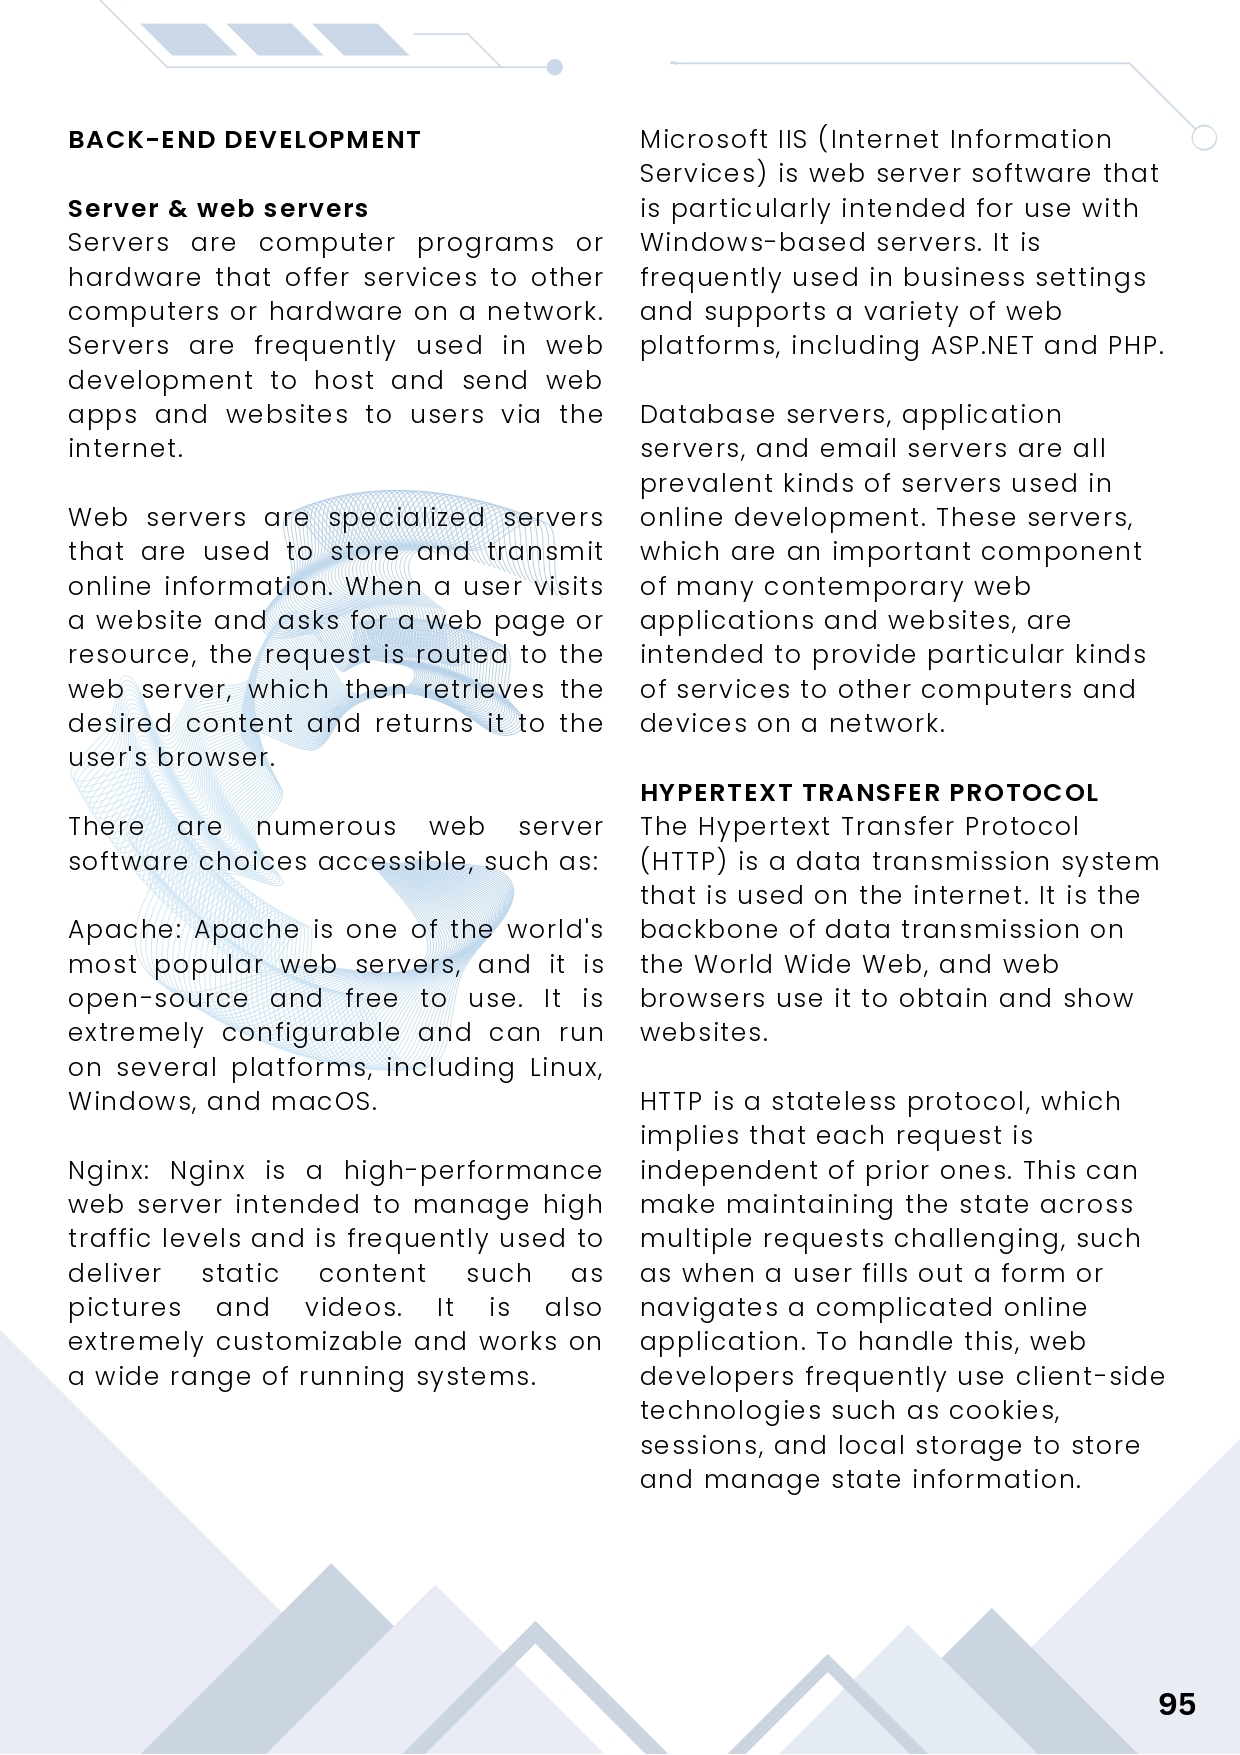 BACK-END DEVELOPMENT
Server & web servers
Servers are computer programs or
hardware that offer services to other
computers or hardware on a network.
Servers are frequently used in web
development to host and send web
apps and websites to users via the
internet.
Web servers are specialized servers
that are used to store and transmit
online information. When a user visits
a website and asks for a web page or
resource, the request is routed to the
web server, which then retrieves the
desired content and returns it to the
user's browser.
There are numerous web server
software choices accessible, such as:
Apache: Apache is one of the world's
most popular web servers, and it is
open-source and free to use. It is
extremely configurable and can run
on several platforms, including Linux,
Windows, and macOS.
Nginx: Nginx is a high-performance
web server intended to manage high
traffic levels and is frequently used to
deliver static content such as
pictures and videos. It is also
extremely customizable and works on
a wide range of running systems.
Microsoft IIS (Internet Information
Services) is web server software that
is particularly intended for use with
Windows-based servers. It is
frequently used in business settings
and supports a variety of web
platforms, including ASP.NET and PHP.
Database servers, application
servers, and email servers are all
prevalent kinds of servers used in
online development. These servers,
which are an important component
of many contemporary web
applications and websites, are
intended to provide particular kinds
of services to other computers and
devices on a network.
HYPERTEXT TRANSFER PROTOCOL
The Hypertext Transfer Protocol
(HTTP) is a data transmission system
that is used on the internet. It is the
backbone of data transmission on
the World Wide Web, and web
browsers use it to obtain and show
websites.
HTTP is a stateless protocol, which
implies that each request is
independent of prior ones. This can
make maintaining the state across
multiple requests challenging, such
as when a user fills out a form or
navigates a complicated online
application. To handle this, web
developers frequently use client-side
technologies such as cookies,
sessions, and local storage to store
and manage state information.
95